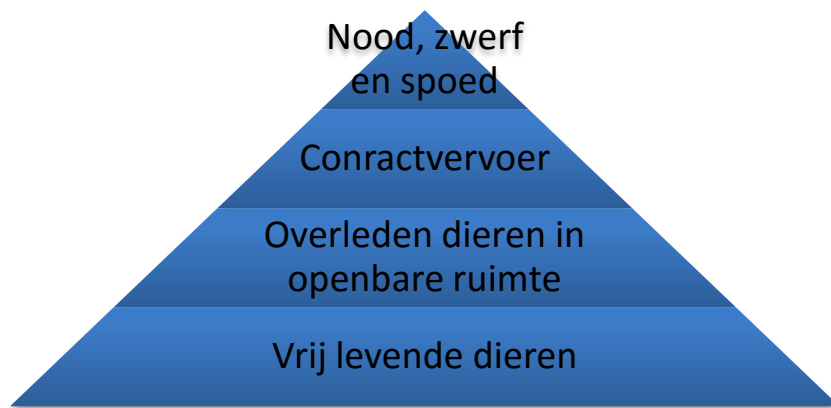 Nood, zwerf
en spoed
Conractvervoer
Overleden dieren in
openbare ruimte
Vrij levende dieren